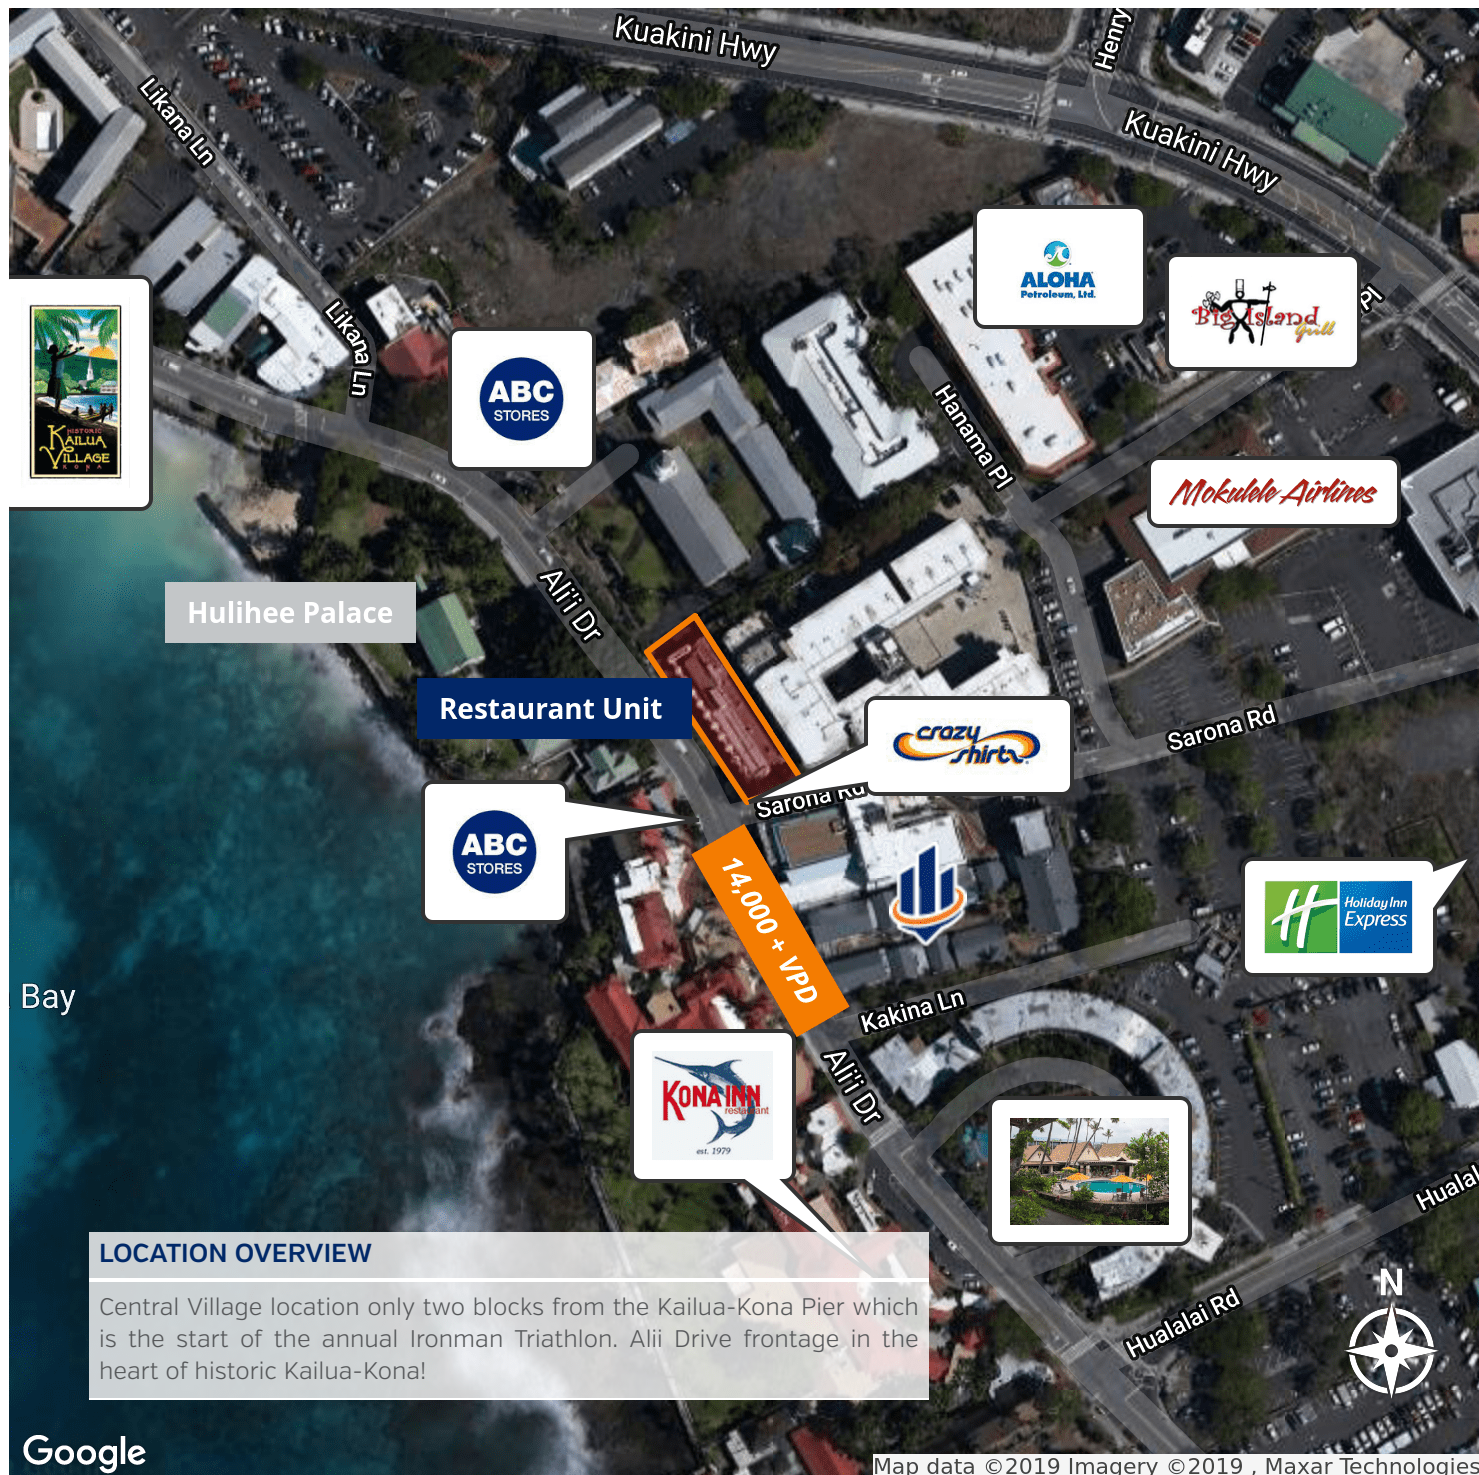 Kuakini Hwy
Henry
Likana Ln
Kuakini Hwy
ALOHA
Petroleum, Ltd.
Big Island
Grill
Pl
Likana Ln
HISTORIC
KAILUA
VILLAGE
KONA
ABC
STORES
Hanama Pl
Mokulele Airlines
Ali'i Dr
Hulihee Palace
Restaurant Unit
crazy
shirts
Sarona Rd
Sarona Rd
ABC
STORES
14,000 + VPD
Holiday Inn
Express
Bay
Kakina Ln
Ali'i Dr
KONA INN
restaurant
est. 1979
Hualal
LOCATION OVERVIEW
Central Village location only two blocks from the Kailua-Kona Pier which
is the start of the annual Ironman Triathlon. Alii Drive frontage in the
heart of historic Kailua-Kona!
Hualalai Rd
N
Google
Map data ©2019 Imagery ©2019 , Maxar Technologies